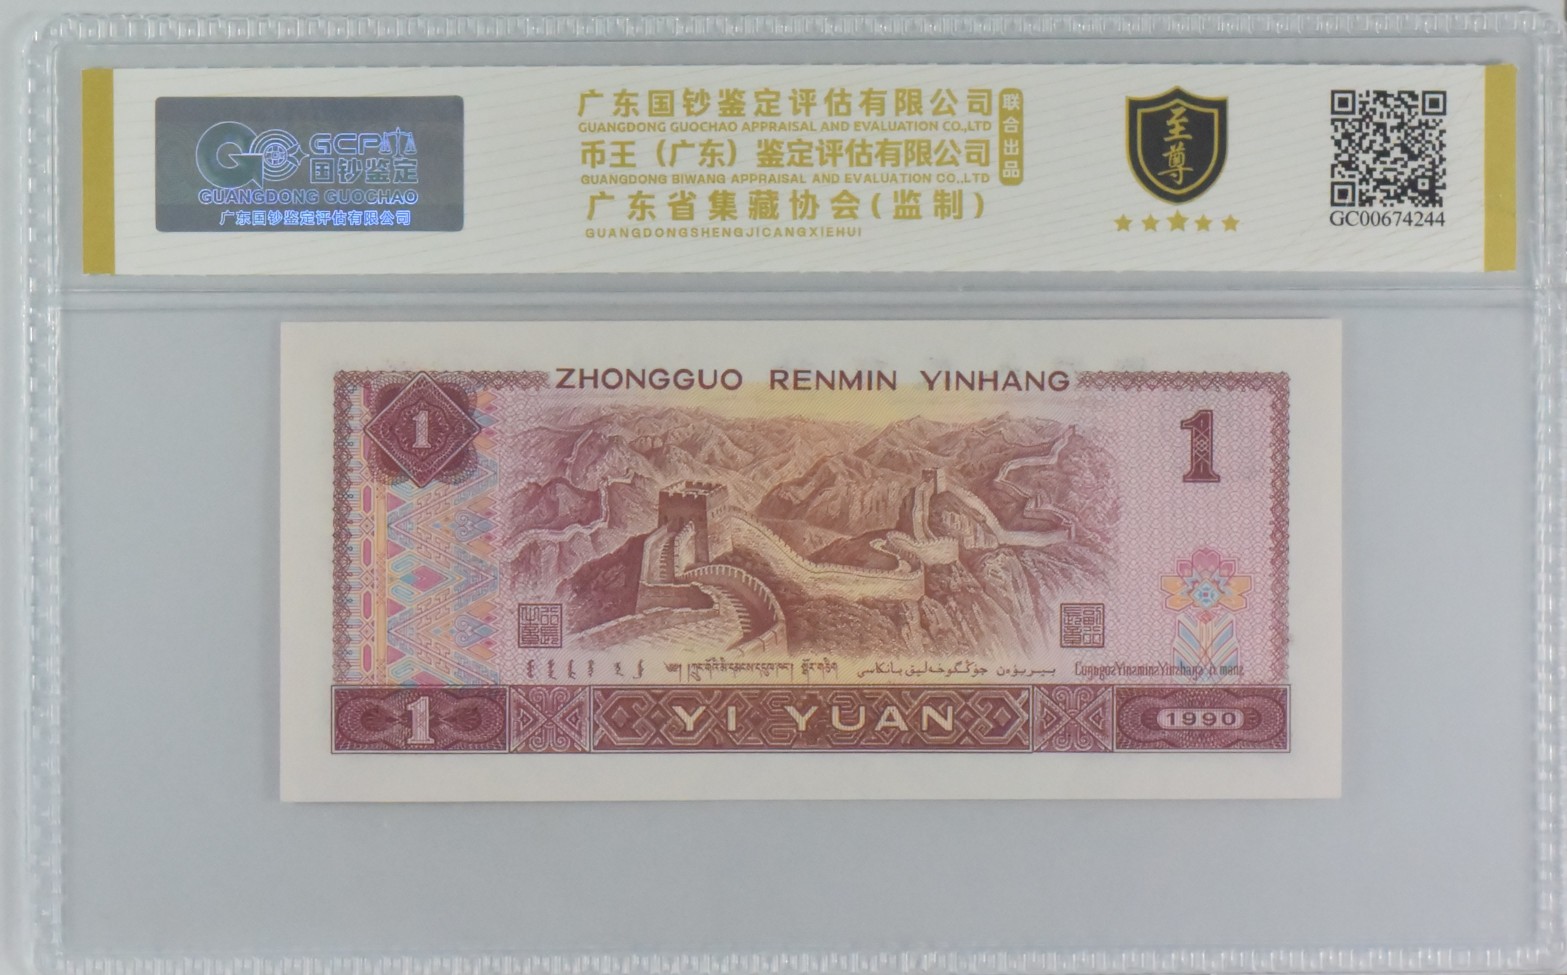 GCP
国钞鉴定
GUANGDONG GUOCHAO
广东国钞鉴定评估有限公司
广东国钞鉴定评估有限公司
GUANGDONG GUOCHAO APPRAISAL AND EVALUATION CO.,LTD
币王（广东）鉴定评估有限公司
GUANGDONG BIWANG APPRAISAL AND EVALUATION CO.,LTD
广东省集藏协会(监制)
GUANGDONGSHENGJICANGXIEHUI
联合出品
至尊
GC00674244
ZHONGGUO RENMIN YINHANG
1
1
1
YI YUAN
1990